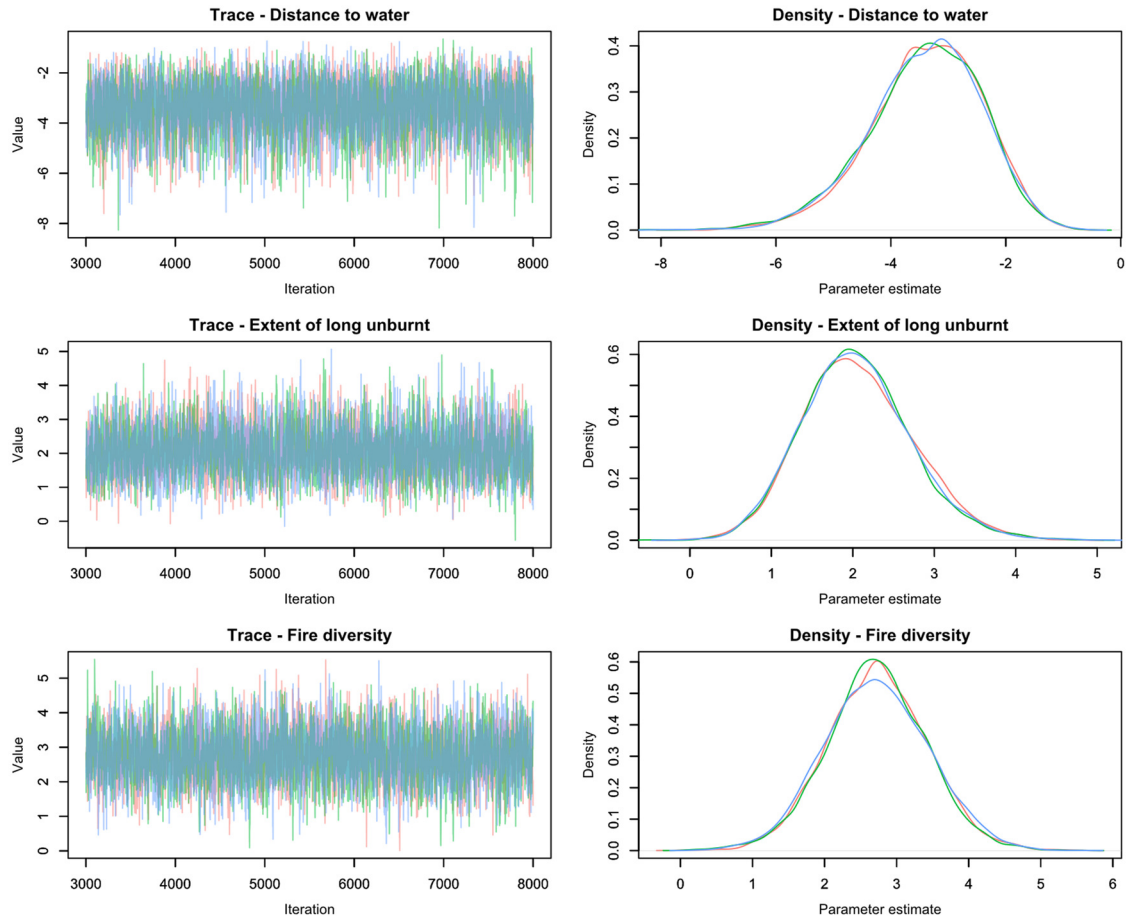 Trace - Distance to water
Value
-2
-4
-6
-8
3000 4000 5000 6000 7000 8000
Iteration
Density - Distance to water
Density
0.4
0.3
0.2
0.1
0.0
-8 -6 -4 -2 0
Parameter estimate
Trace - Extent of long unburnt
Value
5
4
3
2
1
0
3000 4000 5000 6000 7000 8000
Iteration
Density - Extent of long unburnt
Density
0.6
0.4
0.2
0.0
0 1 2 3 4 5
Parameter estimate
Trace - Fire diversity
Value
5
4
3
2
1
0
3000 4000 5000 6000 7000 8000
Iteration
Density - Fire diversity
Density
0.6
0.5
0.4
0.3
0.2
0.1
0.0
0 1 2 3 4 5 6
Parameter estimate